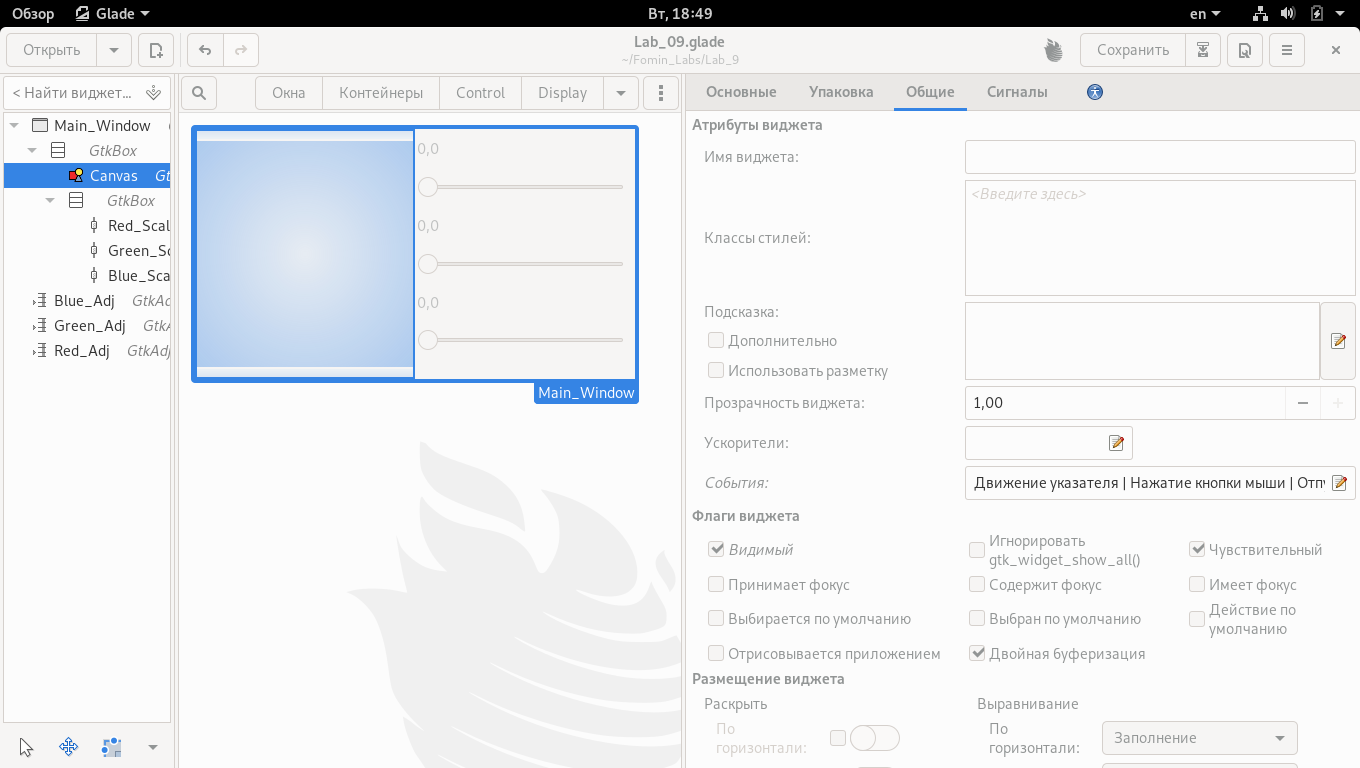 Обзор Glade Вт, 18:49 en
Открыть Lab_09.glade Сохранить
~/Fomin_Labs/Lab_9
< Найти виджет... Окна Контейнеры Control Display Основные Упаковка Общие Сигналы
Main_Window
GtkBox
Canvas
GtkBox
Red_Scal
Green_Sc
Blue_Sca
Blue_Adj GtkAd
Green_Adj GtkA
Red_Adj GtkAdj
0,0
0,0
0,0
Main_Window
Атрибуты виджета
Имя виджета:
<Введите здесь>
Классы стилей:
Подсказка:
Дополнительно
Использовать разметку
Прозрачность виджета: 1,00
Ускорители:
События: Движение указателя | Нажатие кнопки мыши |
Флаги виджета
Видимый
Игнорировать
gtk_widget_show_all()
Чувствительный
Принимает фокус Содержит фокус Имеет фокус
Выбирается по умолчанию Выбран по умолчанию
Действие по
умолчанию
Отрисовывается приложением Двойная буферизация
Размещение виджета
Раскрыть Выравнивание
По
горизонтали:
По
горизонтали:
Заполнение